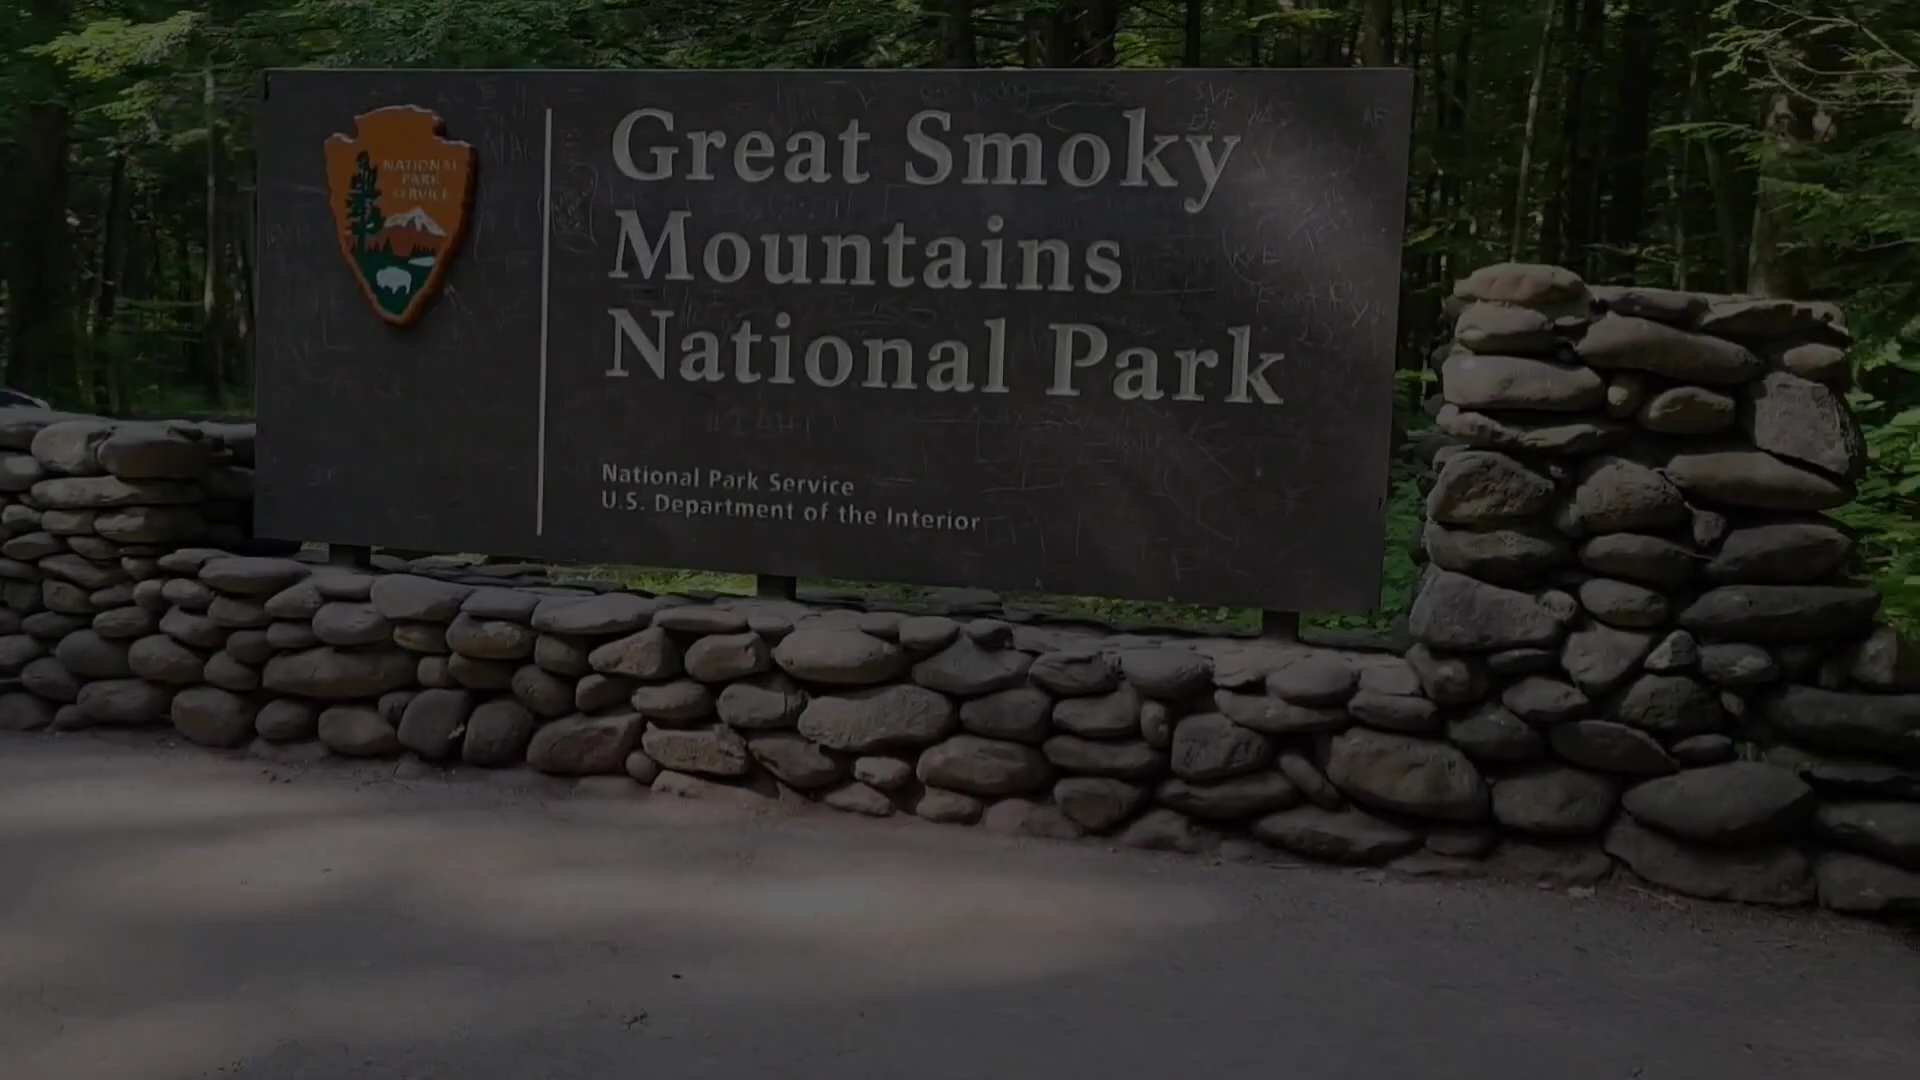 NATIONAL
PARK
SERVICE
Great Smoky
Mountains
National Park
National Park Service
U.S. Department of the Interior